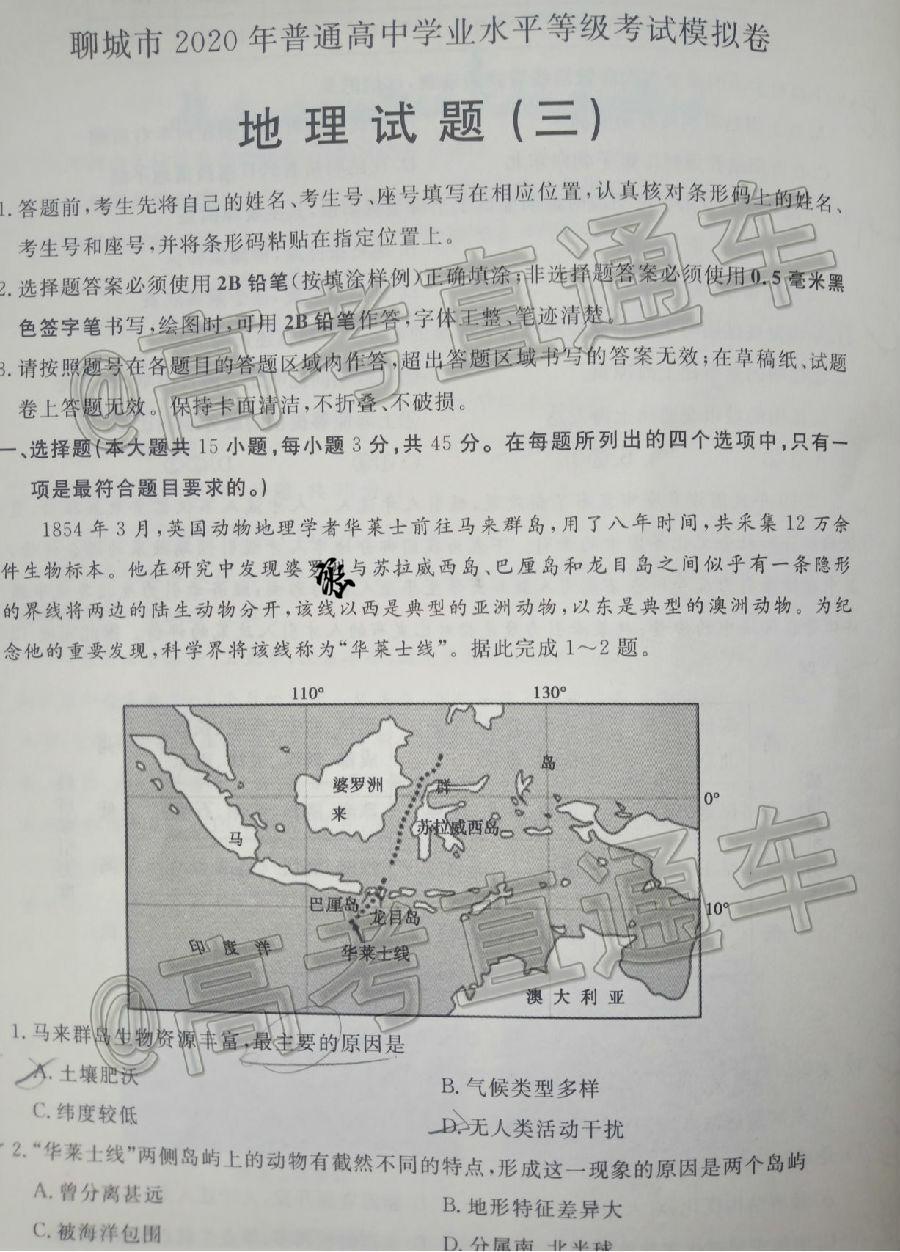 聊城市 2020 年普通高中学业水平等级考试模拟卷
地理试题(三)
1.答题前,考生先将自己的姓名、考生号、座号填写在相应位置,认真核对条形码上的姓名、
考生号和座号,并将条形码粘贴在指定位置上。
2.选择题答案必须使用2B铅笔(按填涂样例)正确填涂;非选择题答案必须使用0.5毫米黑
色签字笔书写,绘图时,可用2B铅笔作答,字体工整、笔迹清楚。
3.请按照题号在各题目的答题区域内作答,超出答题区域书写的答案无效;在草稿纸、试题
卷上答题无效。保持卡面清洁,不折叠、不破损。
一、选择题(本大题共 15 小题,每小题 3 分,共 45 分。在每题所列出的四个选项中,只有一
项是最符合题目要求的。)
1854 年 3 月,英国动物地理学者华莱士前往马来群岛,用了八年时间,共采集 12 万余
件生物标本。他在研究中发现婆罗与苏拉威西岛、巴厘岛和龙目岛之间似乎有一条隐形
的界线将两边的陆生动物分开,该线以西是典型的亚洲动物,以东是典型的澳洲动物。为纪
念他的重要发现,科学界将该线称为“华莱士线”。据此完成 1～2 题。
110° 130°
岛
婆罗洲 群
来 0°
苏拉威西岛
马
巴厘岛 10°
龙目岛
印度洋 华莱士线
澳大利亚
1.马来群岛生物资源丰富,最主要的原因是
A.土壤肥沃
B.气候类型多样
C.纬度较低
D.无人类活动干扰
2.“华莱士线”两侧岛屿上的动物有截然不同的特点,形成这一现象的原因是两个岛屿
A.曾分离甚远
B.地形特征差异大
C.被海洋包围
D.分属南、北半球
@高考直通车
@高考直通车